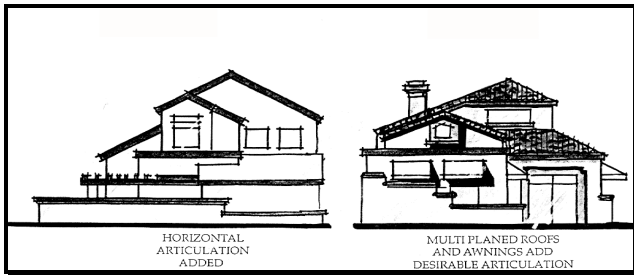 HORIZONTAL
ARTICULATION
ADDED
MULTI PLANED ROOFS
AND AWNINGS ADD
DESIRABLE ARTICULATION